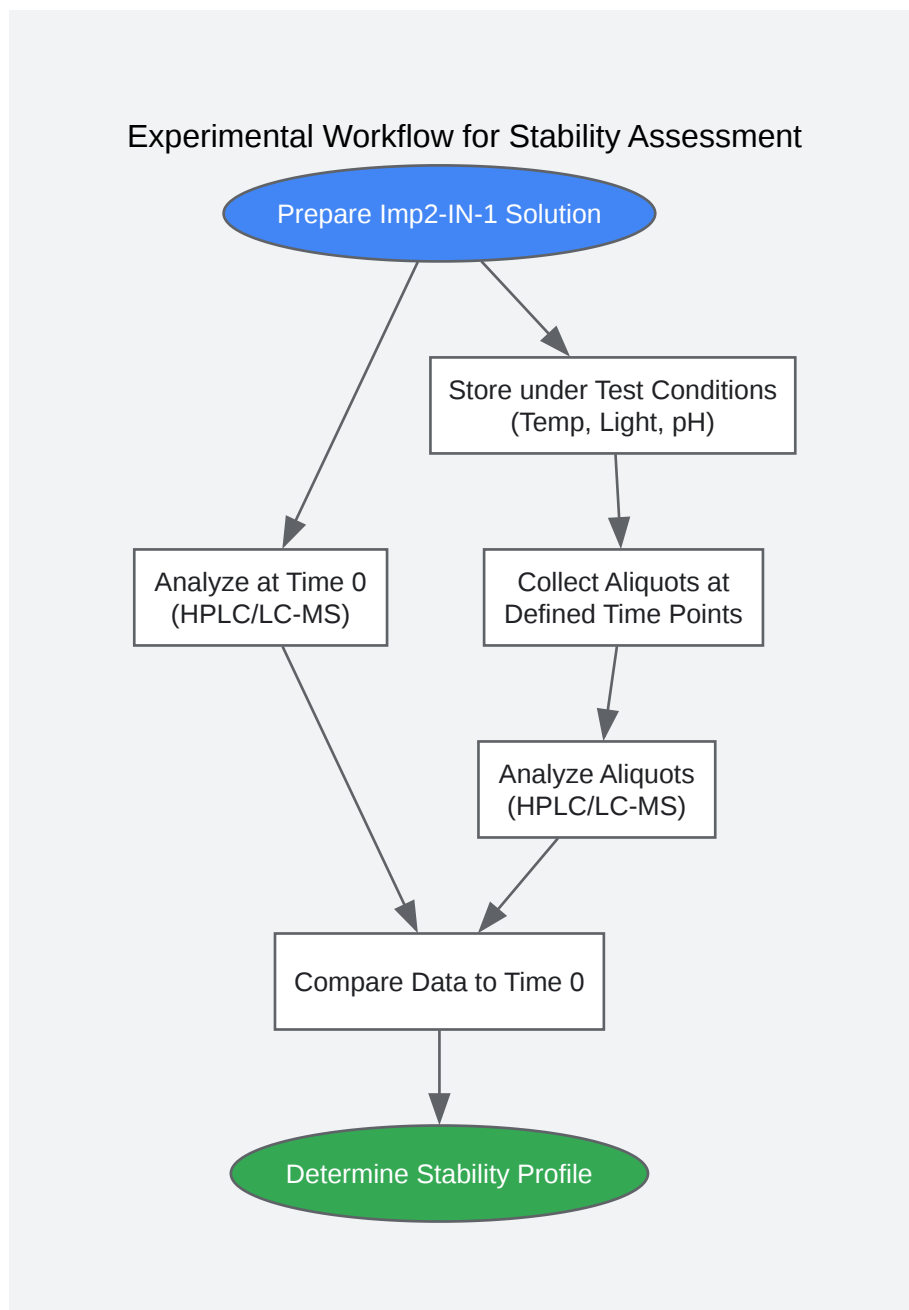 Experimental Workflow for Stability Assessment
Prepare Imp2-IN-1 Solution
Store under Test Conditions
(Temp, Light, pH)
Analyze at Time 0
(HPLC/LC-MS)
Collect Aliquots at
Defined Time Points
Analyze Aliquots
(HPLC/LC-MS)
Compare Data to Time 0
Determine Stability Profile